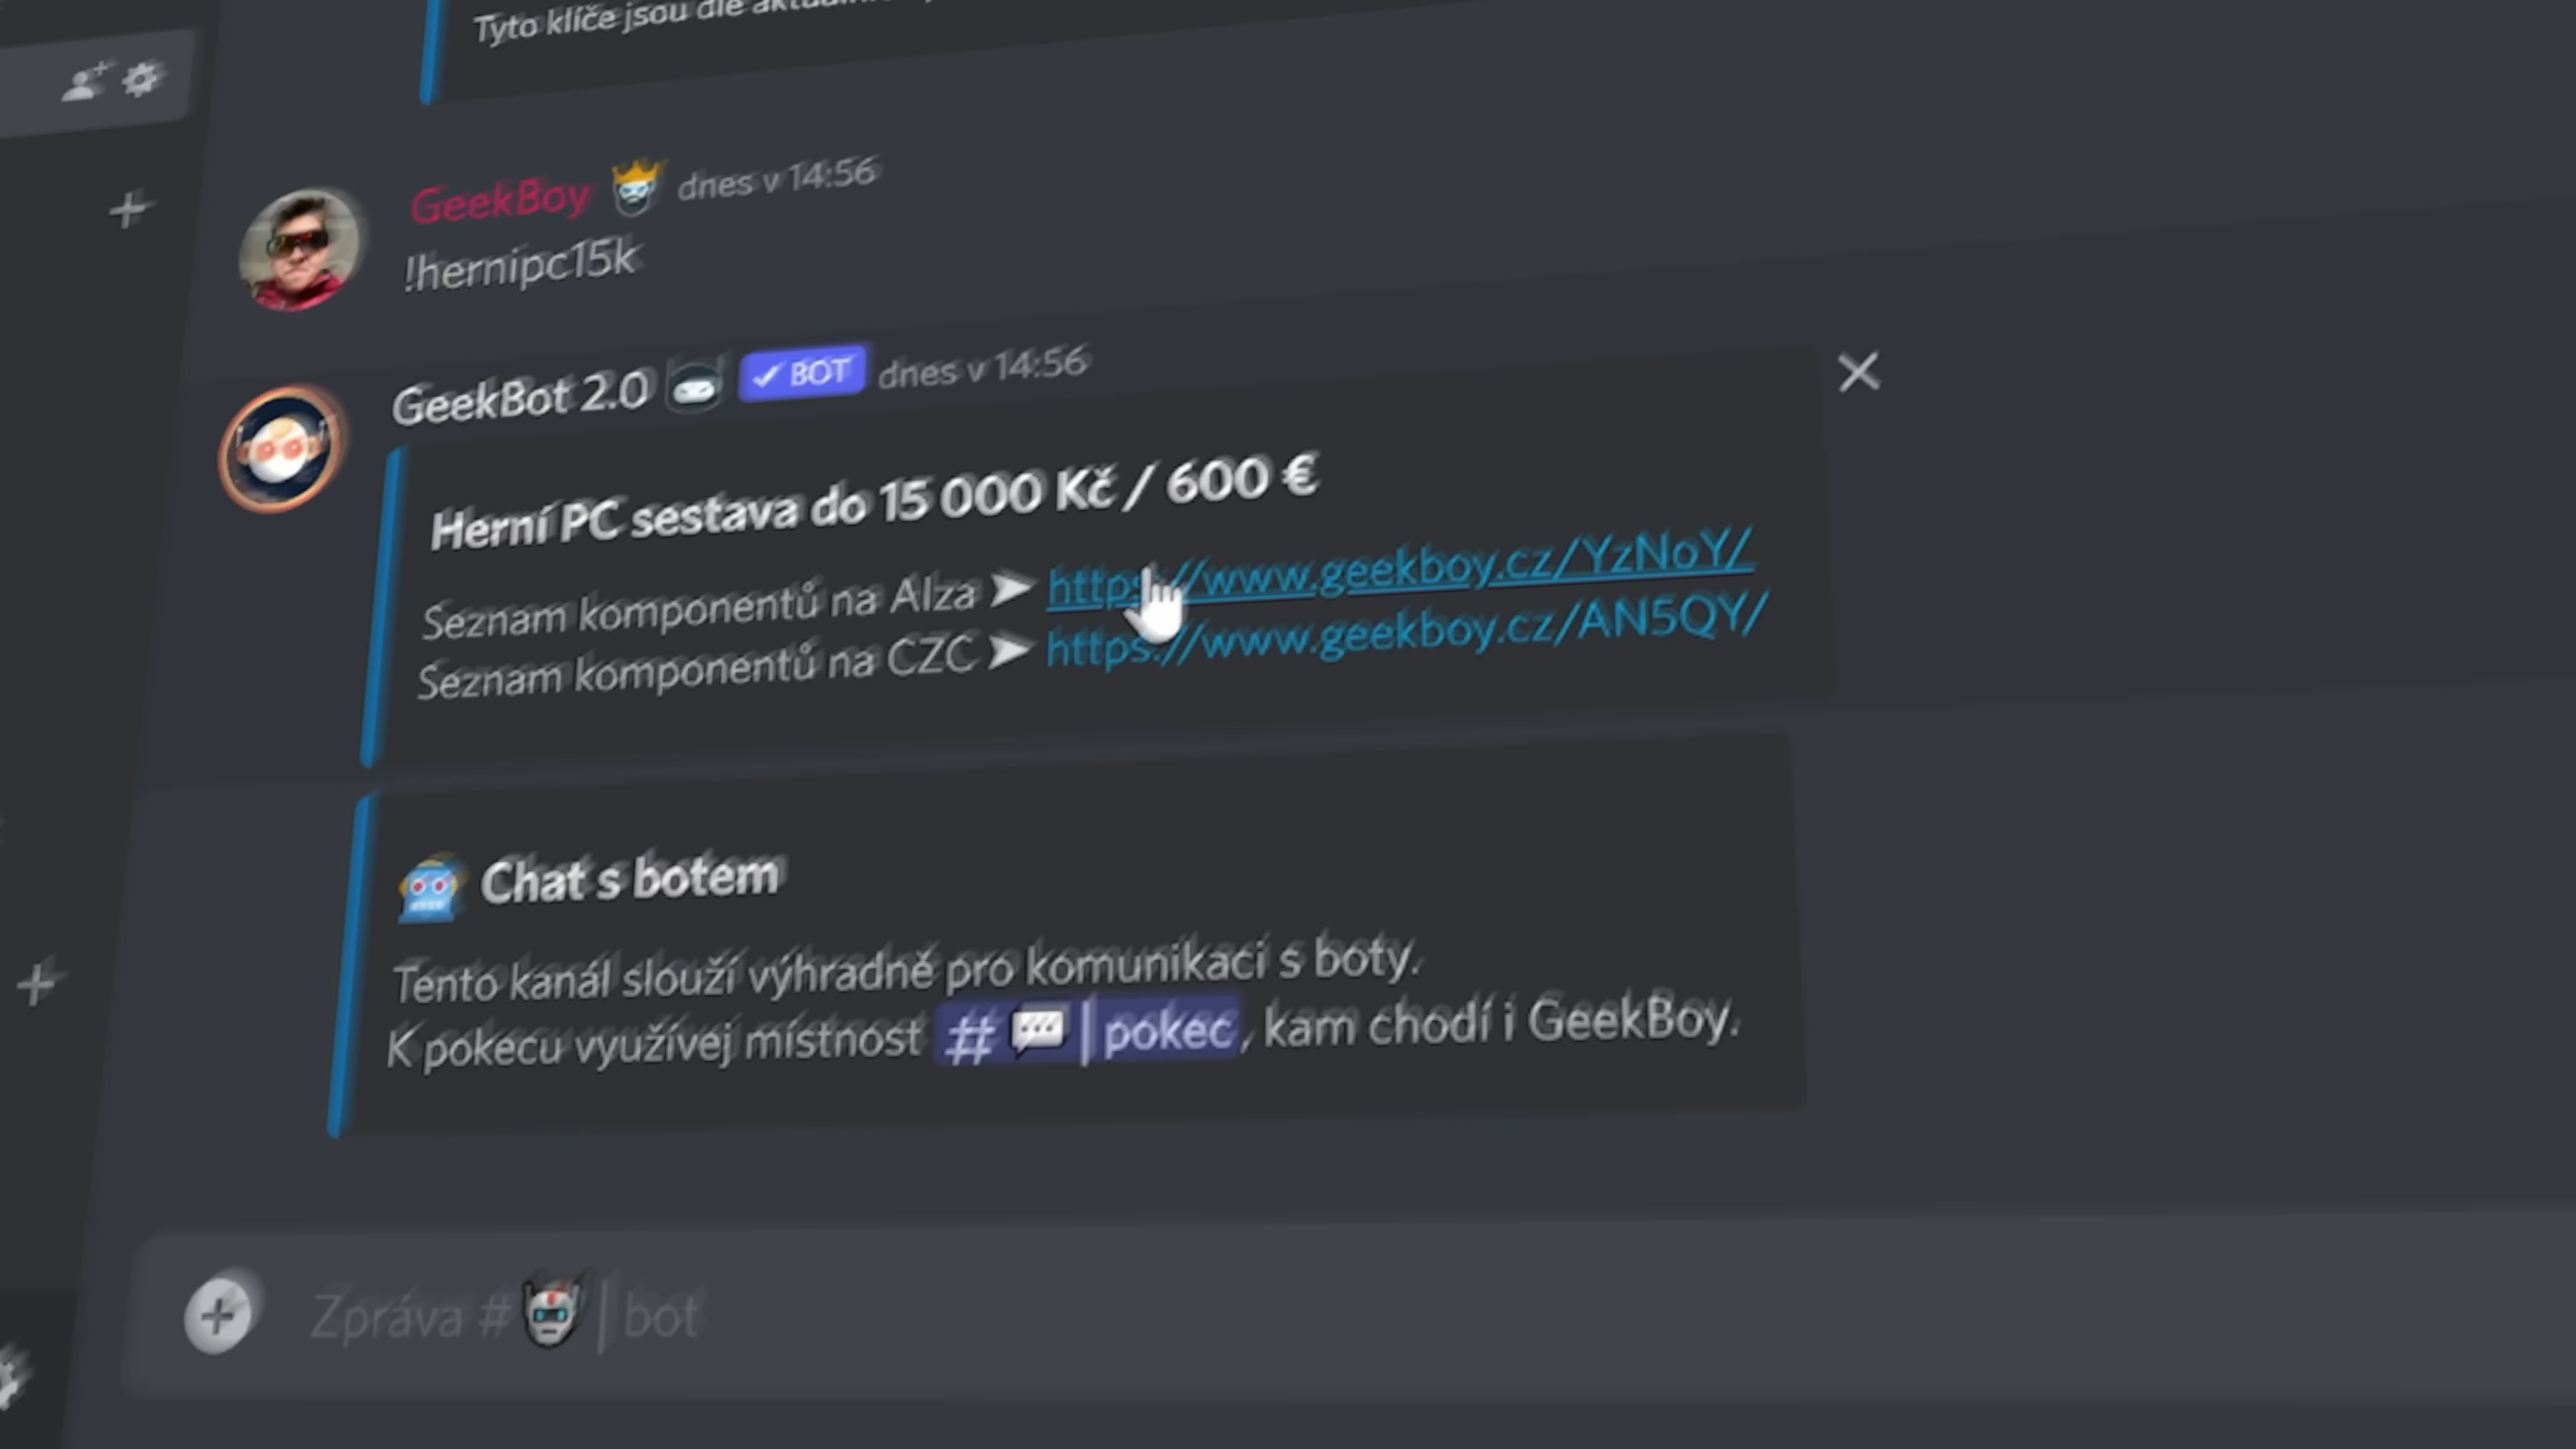 Tyto klíče jsou dle
GeekBoy dnes v 14:56
!hernipc15k
GeekBot 2.0 ✓ BOT dnes v 14:56
Herní PC sestava do 15 000 Kč / 600 €
Seznam komponentů na Alza ➤ https://www.geekboy.cz/YzNoY/
Seznam komponentů na CZC ➤ https://www.geekboy.cz/AN5QY/
🤖 Chat s botem
Tento kanál slouží výhradně pro komunikaci s boty.
K pokecu využívej místnost # 💬 | pokec, kam chodí i GeekBoy.
Zpráva # | bot